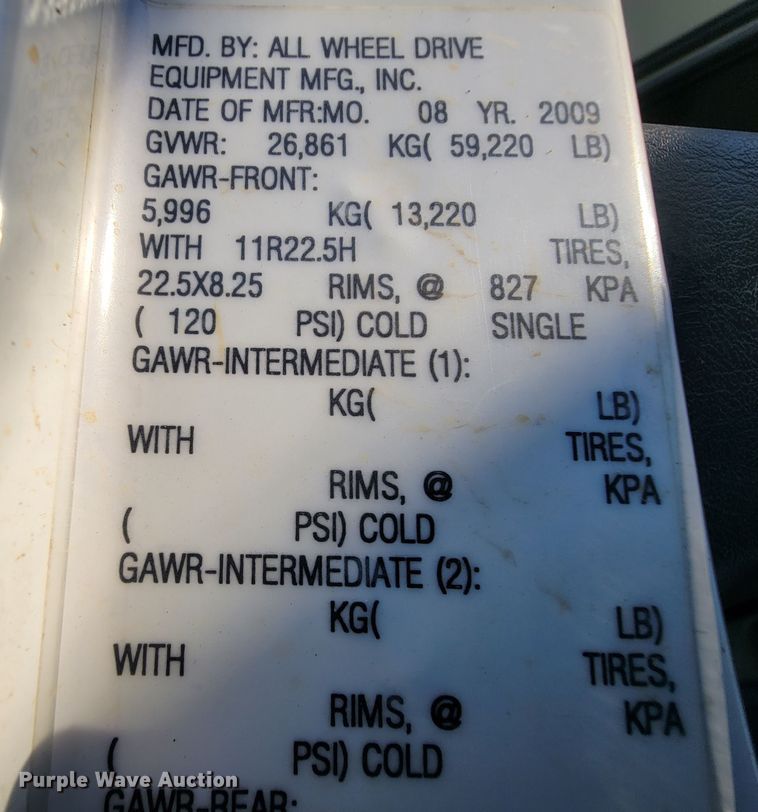 MFD. BY: ALL WHEEL DRIVE
EQUIPMENT MFG., INC.
DATE OF MFR:MO. 08 YR. 2009
GVWR: 26,861 KG( 59,220 LB)
GAWR-FRONT:
5,996 KG( 13,220 LB)
WITH 11R22.5H TIRES,
22.5X8.25 RIMS, @ 827 KPA
( 120 PSI) COLD SINGLE
GAWR-INTERMEDIATE (1):
KG( LB)
WITH TIRES,
RIMS, @ KPA
( PSI) COLD
GAWR-INTERMEDIATE (2):
KG( LB)
WITH TIRES,
RIMS, @ KPA
( PSI) COLD
GAWR-REAR:
Purple Wave Auction